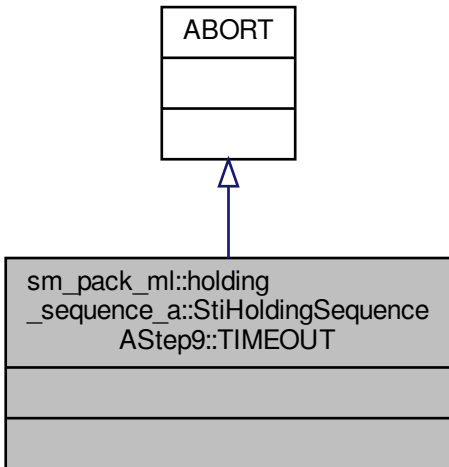 ABORT
sm_pack_ml::holding
_sequence_a::StiHoldingSequence
AStep9::TIMEOUT